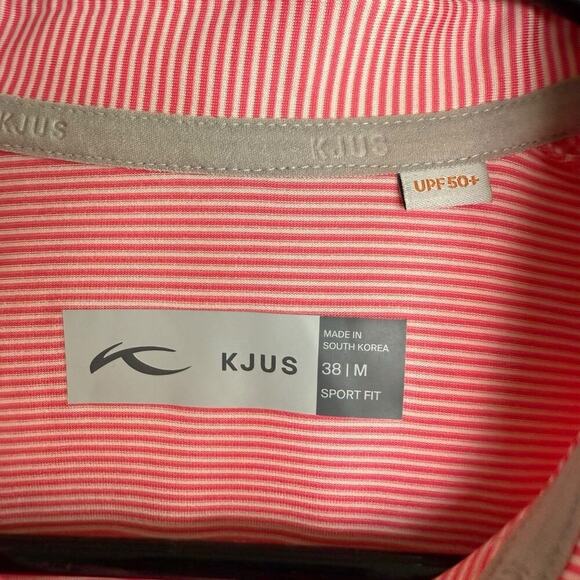 KJUS KJUS
UPF 50+
KJUS
MADE IN
SOUTH KOREA
38 | M
SPORT FIT